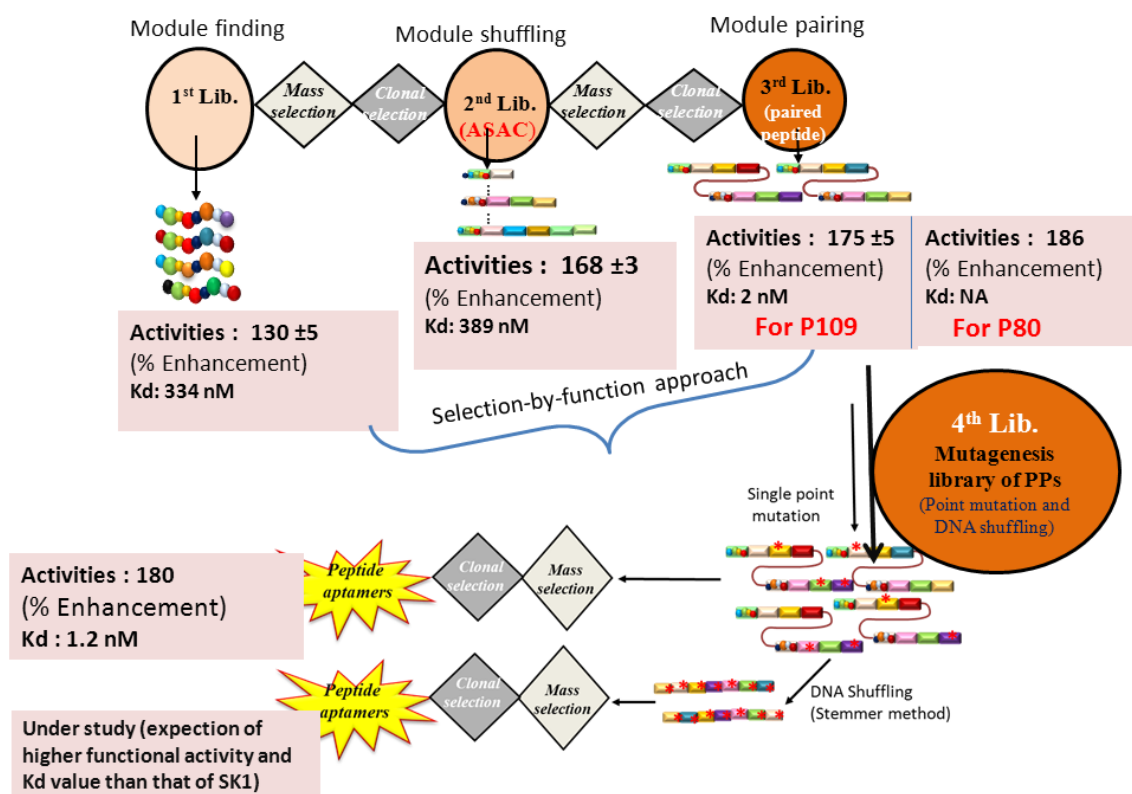 Module finding
Module shuffling
Module pairing
1st Lib.
Mass
selection
Clonal
selection
2nd Lib.
(ASAC)
Mass
selection
Clonal
selection
3rd Lib.
(paired
peptide)
Activities : 130 ±5
(% Enhancement)
Kd: 334 nM
Activities : 168 ±3
(% Enhancement)
Kd: 389 nM
Activities : 175 ±5
(% Enhancement)
Kd: 2 nM
For P109
Activities : 186
(% Enhancement)
Kd: NA
For P80
Selection-by-function approach
4th Lib.
Mutagenesis
library of PPs
(Point mutation and
DNA shuffling)
Single point
mutation
Activities : 180
(% Enhancement)
Kd : 1.2 nM
Peptide
aptamers
Clonal
selection
Mass
selection
Under study (expection of
higher functional activity and
Kd value than that of SK1)
Peptide
aptamers
Clonal
selection
Mass
selection
DNA Shuffling
(Stemmer method)